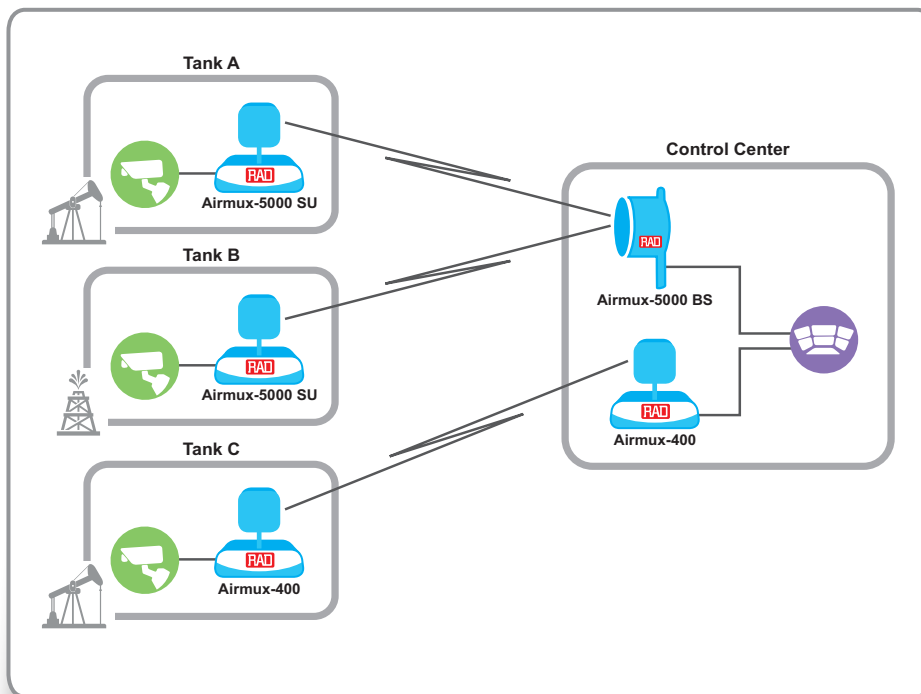 Tank A
RAD
Airmux-5000 SU
Tank B
RAD
Airmux-5000 SU
Tank C
RAD
Airmux-400
Control Center
RAD
Airmux-5000 BS
RAD
Airmux-400